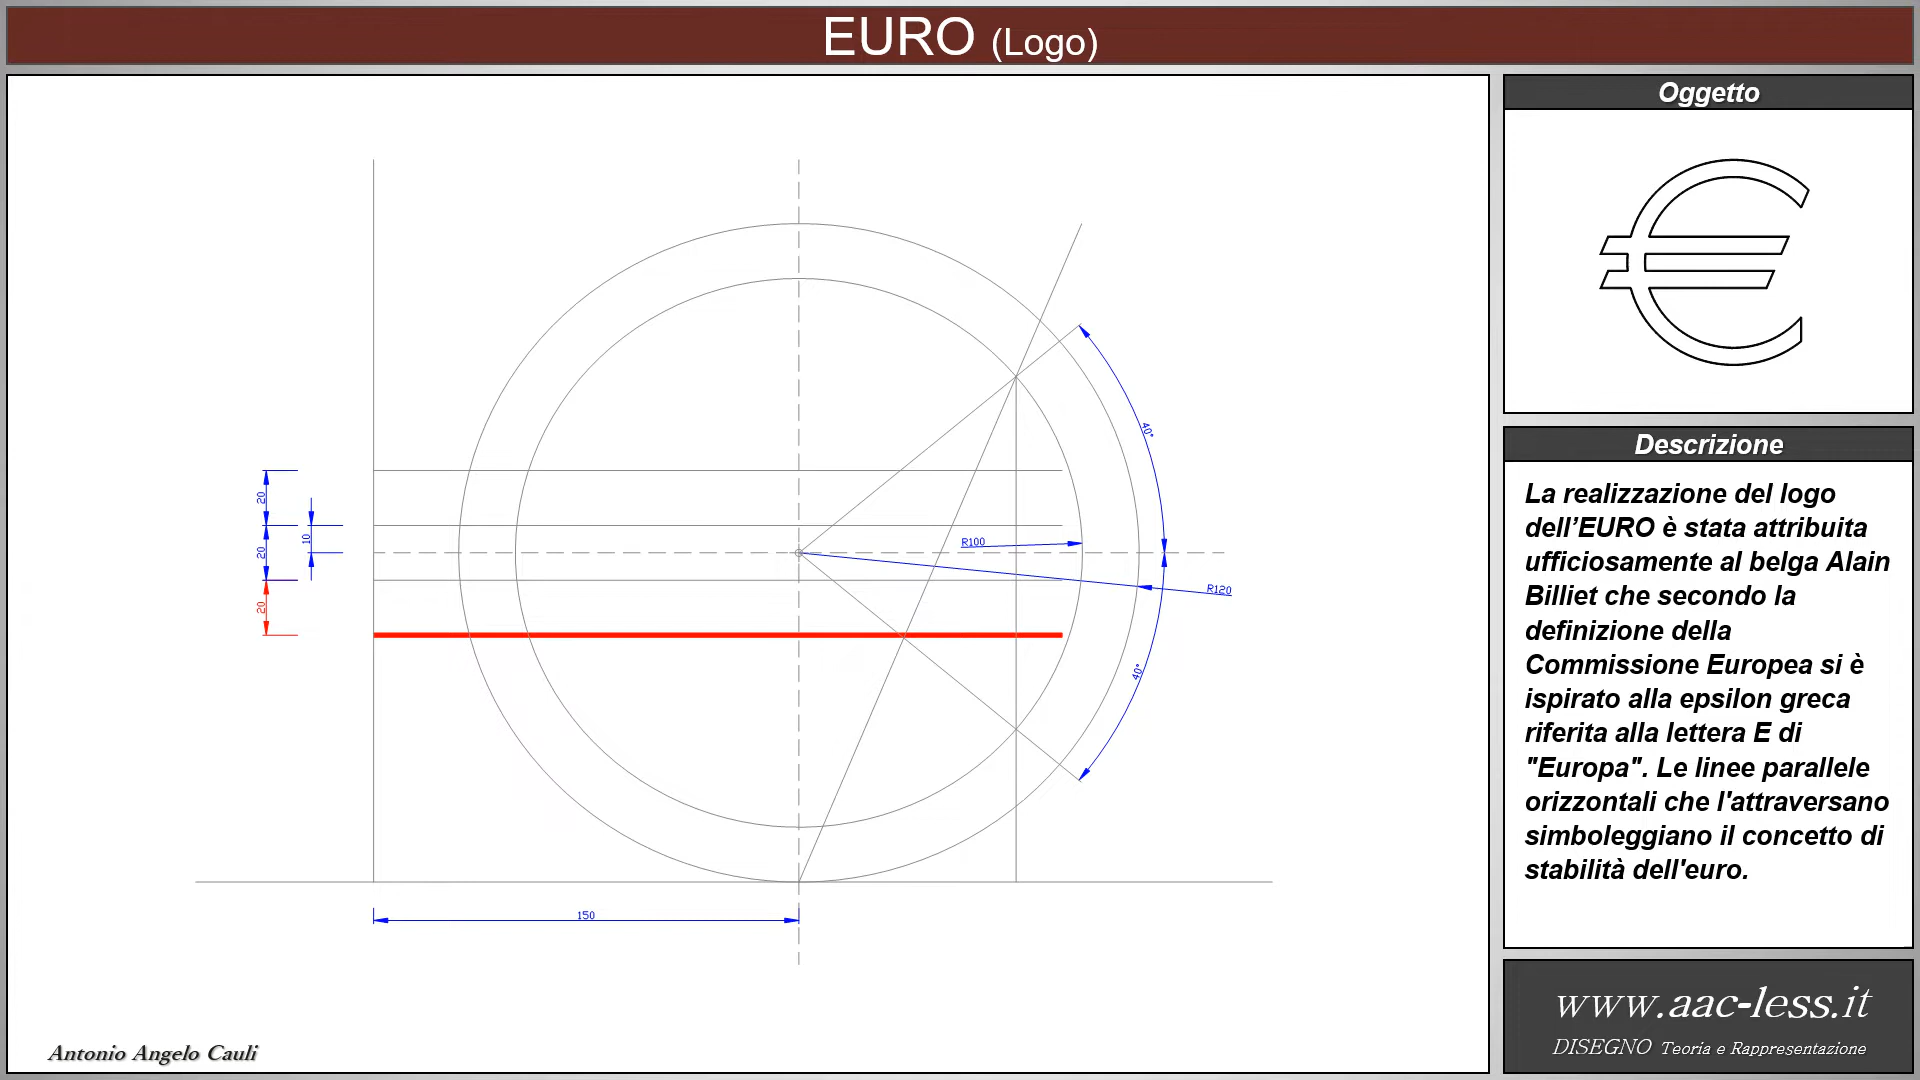 EURO (Logo)
Oggetto
Descrizione
La realizzazione del logo
dell’EURO è stata attribuita
ufficiosamente al belga Alain
Billiet che secondo la
definizione della
Commissione Europea si è
ispirato alla epsilon greca
riferita alla lettera E di
"Europa". Le linee parallele
orizzontali che l'attraversano
simboleggiano il concetto di
stabilità dell'euro.
40°
20
10
20
R100
R120
20
40°
150
Antonio Angelo Cauli
www.aac-less.it
DISEGNO Teoria e Rappresentazione